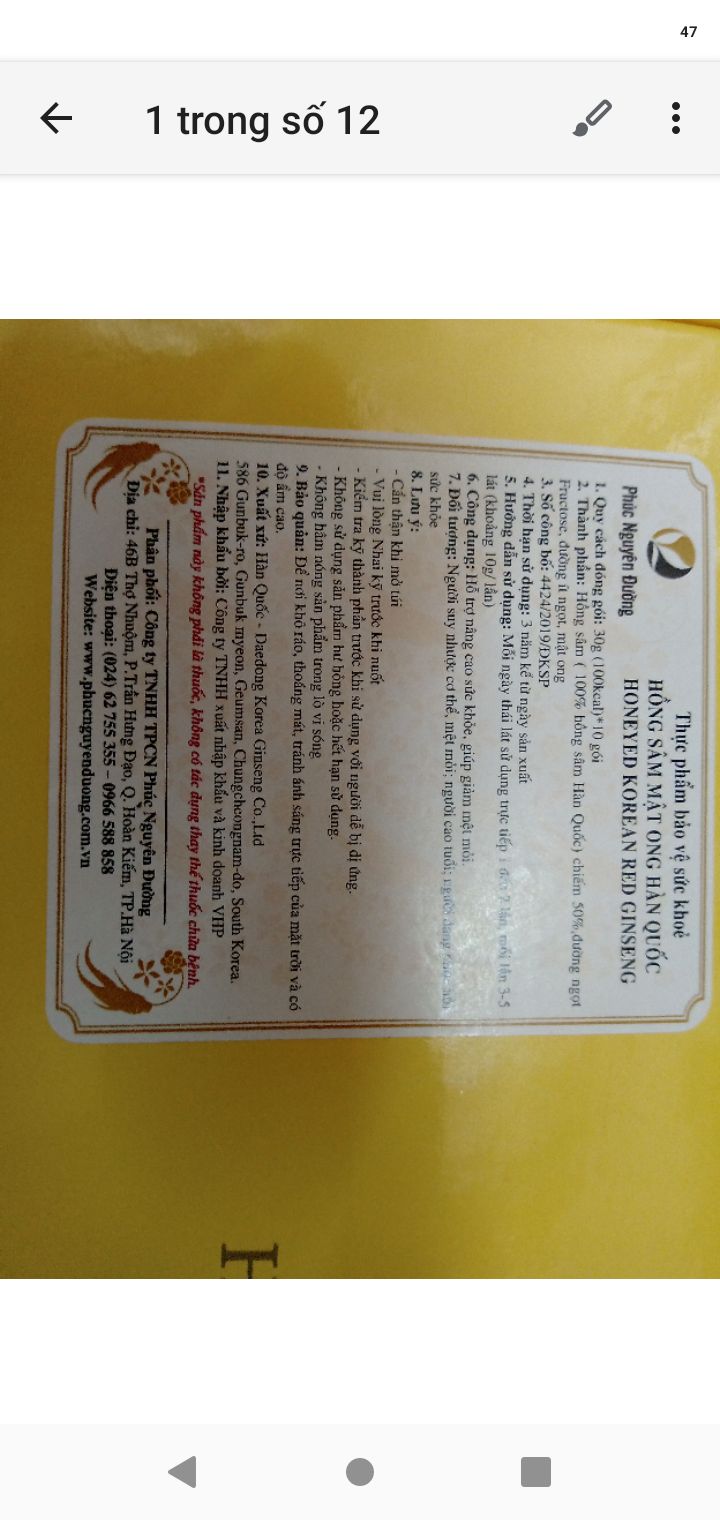 47
1 trong số 12
Phúc Nguyên Đường
Thực phẩm bảo vệ sức khoẻ
HỒNG SÂM MẬT ONG HÀN QUỐC
HONEYED KOREAN RED GINSENG
1. Quy cách đóng gói: 30g (100kcal)*10 gói
2. Thành phần: Hồng sâm ( 100% hồng sâm Hàn Quốc) chiếm 50%,đường ngọt
Fructose, đường ít ngọt, mật ong
3. Số công bố: 4424/2019/ĐKSP
4. Thời hạn sử dụng: 3 năm kể từ ngày sản xuất
5. Hướng dẫn sử dụng: Mỗi ngày thái lát sử dụng trực tiếp 1 đến 2 lần, mỗi lần 3-5
lát (khoảng 10g/ lần)
6. Công dụng: Hỗ trợ nâng cao sức khỏe, giúp giảm mệt mỏi.
7. Đối tượng: Người suy nhược cơ thể, mệt mỏi; người cao tuổi; người đang
sức khỏe
8. Lưu ý:
- Cẩn thận khi mở túi
- Vui lòng Nhai kỹ trước khi nuốt
- Kiểm tra kỹ thành phần trước khi sử dụng với người dễ bị dị ứng.
- Không sử dụng sản phẩm hư hỏng hoặc hết hạn sử dụng.
- Không hâm nóng sản phẩm trong lò vi sóng
9. Bảo quản: Để nơi khô ráo, thoáng mát, tránh ánh sáng trực tiếp của mặt trời và có
độ ẩm cao.
10. Xuất xứ: Hàn Quốc - Daedong Korea Ginseng Co.,Ltd
586 Gunbuk-ro, Gunbuk myeon, Geumsan, Chungcheongnam-do, South Korea.
11. Nhập khẩu bởi: Công ty TNHH xuất nhập khẩu và kinh doanh VHP
*Sản phẩm này không phải là thuốc, không có tác dụng thay thế thuốc chữa bệnh.
Phân phối: Công ty TNHH TPCN Phúc Nguyên Đường
Địa chỉ: 46B Thợ Nhuộm, P.Trần Hưng Đạo, Q. Hoàn Kiếm, TP.Hà Nội
Điện thoại: (024) 62 755 355 – 0966 588 858
Website: www.phucnguyenduong.com.vn